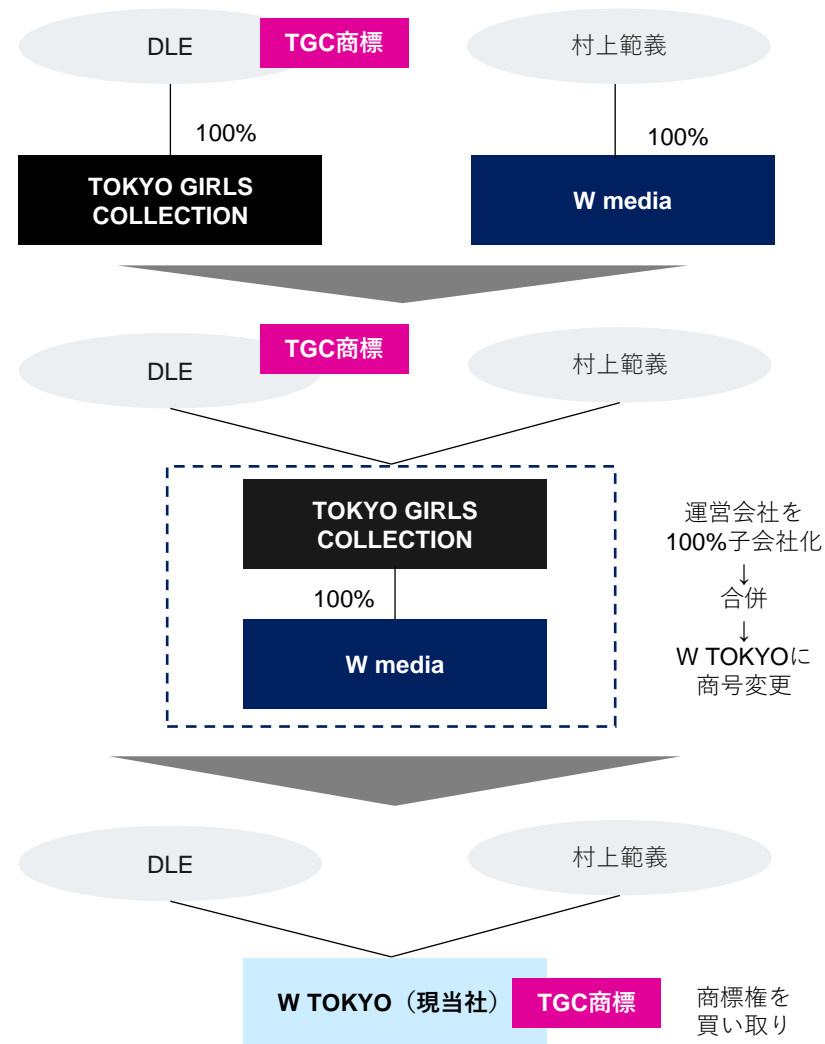 DLE
TGC商標
村上範義
100%
100%
TOKYO GIRLS
COLLECTION
W media
DLE
TGC商標
村上範義
TOKYO GIRLS
COLLECTION
100%
W media
運営会社を
100%子会社化
↓
合併
↓
W TOKYOに
商号変更
DLE
村上範義
W TOKYO（現当社）
TGC商標
商標権を
買い取り